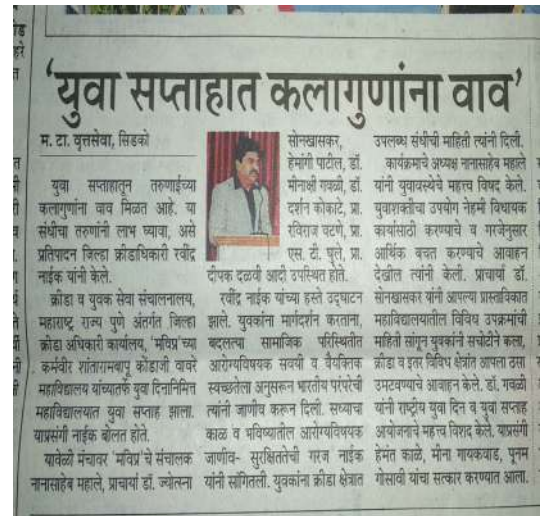 ‘युवा सप्ताहात कलागुणांना वाव’
म. टा. वृत्तसेवा, सिडको
युवा सप्ताहातून तरुणाईच्या
कलागुणांना वाव मिळत आहे. या
संधीचा तरुणांनी लाभ घ्यावा, असे
प्रतिपादन जिल्हा क्रीडाधिकारी रवींद्र
नाईक यांनी केले.
क्रीडा व युवक सेवा संचालनालय,
महाराष्ट्र राज्य पुणे अंतर्गत जिल्हा
क्रीडा अधिकारी कार्यालय, ‘मविप्र’च्या
कर्मवीर शांतारामबापू कोंडाजी वावरे
महाविद्यालय यांच्यातर्फे युवा दिनानिमित्त
महाविद्यालयात युवा सप्ताह झाला.
याप्रसंगी नाईक बोलत होते.
यावेळी मंचावर ‘मविप्र’चे संचालक
नानासाहेब महाले, प्राचार्या डॉ. ज्योत्स्ना
सोनखासकर,
हेमांगी पाटील, डॉ.
मीनाक्षी गवळी, डॉ.
दर्शन कोकाटे, प्रा.
रविराज वटणे, प्रा.
एस. टी. घुले, प्रा.
दीपक दळवी आदी उपस्थित होते.
रवींद्र नाईक यांच्या हस्ते उद्‌घाटन
झाले. युवकांना मार्गदर्शन करताना,
बदलत्या सामाजिक परिस्थितीत
आरोग्यविषयक सवयी व वैयक्तिक
स्वच्छतेला अनुसरून भारतीय परंपरेची
त्यांनी जाणीव करून दिली. सध्याचा
काळ व भविष्यातील आरोग्यविषयक
जाणीव- सुरक्षिततेची गरज नाईक
यांनी सांगितली. युवकांना क्रीडा क्षेत्रात
उपलब्ध संधीची माहिती त्यांनी दिली.
कार्यक्रमाचे अध्यक्ष नानासाहेब महाले
यांनी युवावस्थेचे महत्त्व विषद केले.
युवाशक्तीचा उपयोग नेहमी विधायक
कार्यासाठी करण्याचे व गरजेनुसार
आर्थिक बचत करण्याचे आवाहन
देखील त्यांनी केली. प्राचार्या डॉ.
सोनखासकर यांनी आपल्या प्रास्ताविकात
महाविद्यालयातील विविध उपक्रमांची
माहिती सांगून युवकांनी सचोटीने कला,
क्रीडा व इतर विविध क्षेत्रांत आपला ठसा
उमटवण्याचे आवाहन केले. डॉ. गवळी
यांनी राष्ट्रीय युवा दिन व युवा सप्ताह
आयोजनाचे महत्त्व विशद केले. याप्रसंगी
हेमंत काळे, मीना गायकवाड, पूनम
गोसावी यांचा सत्कार करण्यात आला.